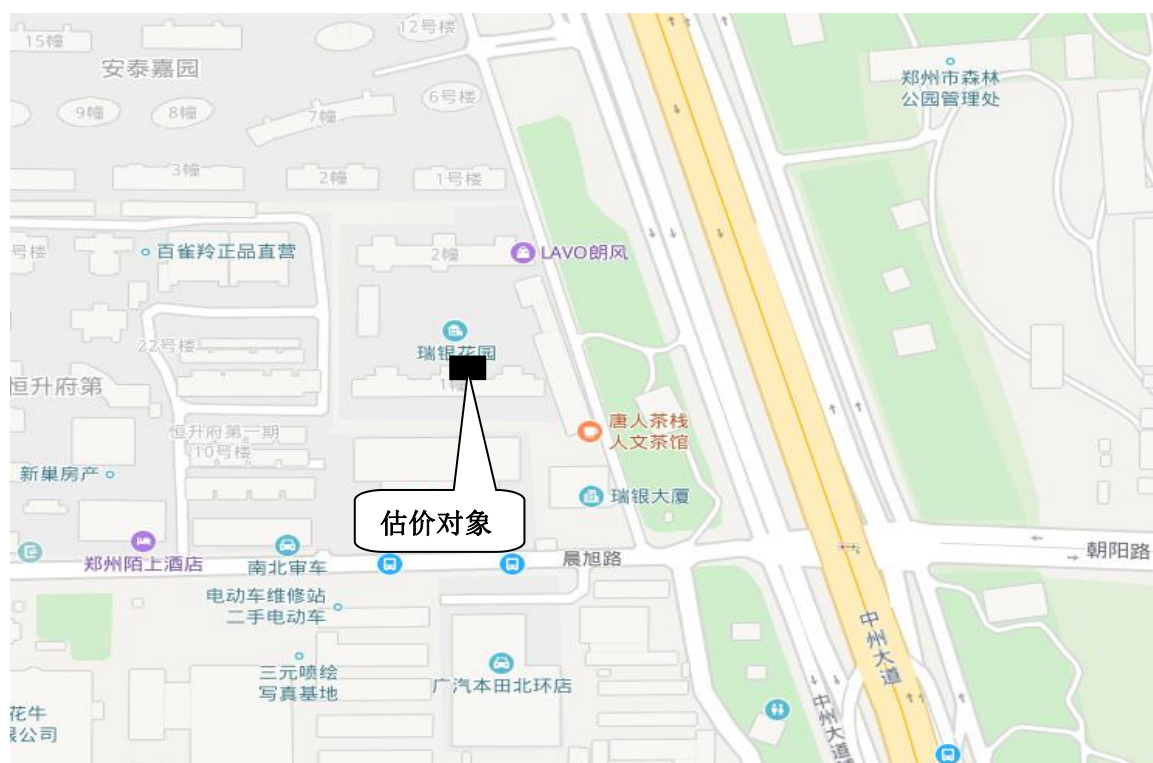 12号楼
15幢
安泰嘉园
郑州市森林
公园管理处
6号楼
9幢
8幢
7幢
3幢
2幢
1号楼
号楼
百雀羚正品直营
2幢
LAVO朗风
瑞银花园
22号楼
1幢
恒升府第
唐人茶栈
人文茶馆
恒升府第一期
10号楼
新巢房产
瑞银大厦
估价对象
郑州陌上酒店
南北审车
晨旭路
朝阳路
电动车维修站
二手电动车
中州大道
三元喷绘
写真基地
广汽本田北环店
花牛
限公司
中州大道